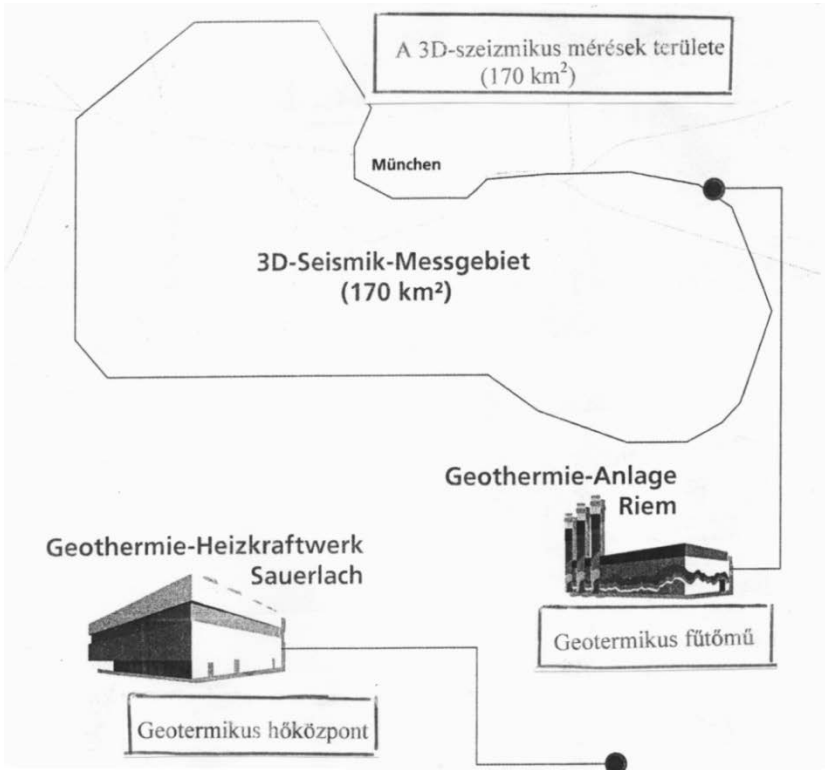 A 3D-szeizmikus mérések területe
(170 km²)
München
3D-Seismik-Messgebiet
(170 km²)
Geothermie-Anlage
Riem
Geothermie-Heizkraftwerk
Sauerlach
Geotermikus fűtőmű
Geotermikus hőközpont